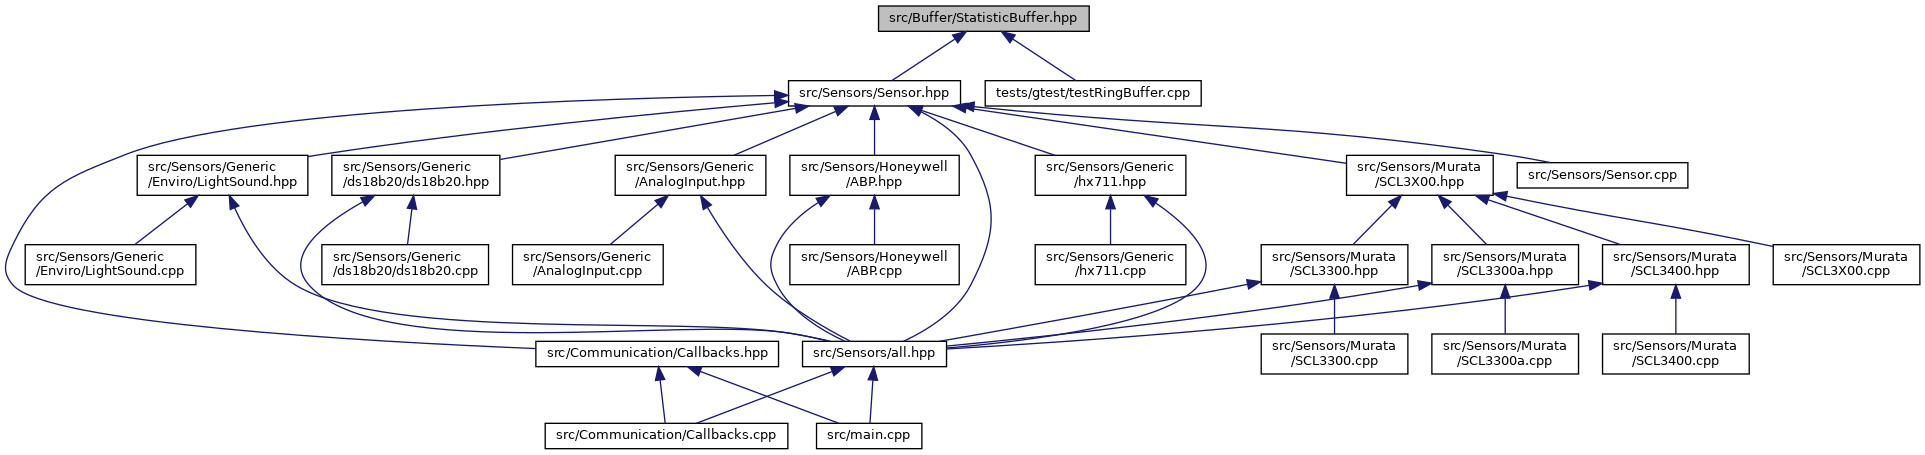 src/Buffer/StatisticBuffer.hpp
src/Sensors/Sensor.hpp
tests/gtest/testRingBuffer.cpp
src/Sensors/Generic
/Enviro/LightSound.hpp
src/Sensors/Generic
/ds18b20/ds18b20.hpp
src/Sensors/Generic
/AnalogInput.hpp
src/Sensors/Honeywell
/ABP.hpp
src/Sensors/Generic
/hx711.hpp
src/Sensors/Murata
/SCL3X00.hpp
src/Sensors/Sensor.cpp
src/Sensors/Generic
/Enviro/LightSound.cpp
src/Sensors/Generic
/ds18b20/ds18b20.cpp
src/Sensors/Generic
/AnalogInput.cpp
src/Sensors/Honeywell
/ABP.cpp
src/Sensors/Generic
/hx711.cpp
src/Sensors/Murata
/SCL3300.hpp
src/Sensors/Murata
/SCL3300a.hpp
src/Sensors/Murata
/SCL3400.hpp
src/Sensors/Murata
/SCL3X00.cpp
src/Communication/Callbacks.hpp
src/Sensors/all.hpp
src/Sensors/Murata
/SCL3300.cpp
src/Sensors/Murata
/SCL3300a.cpp
src/Sensors/Murata
/SCL3400.cpp
src/Communication/Callbacks.cpp
src/main.cpp